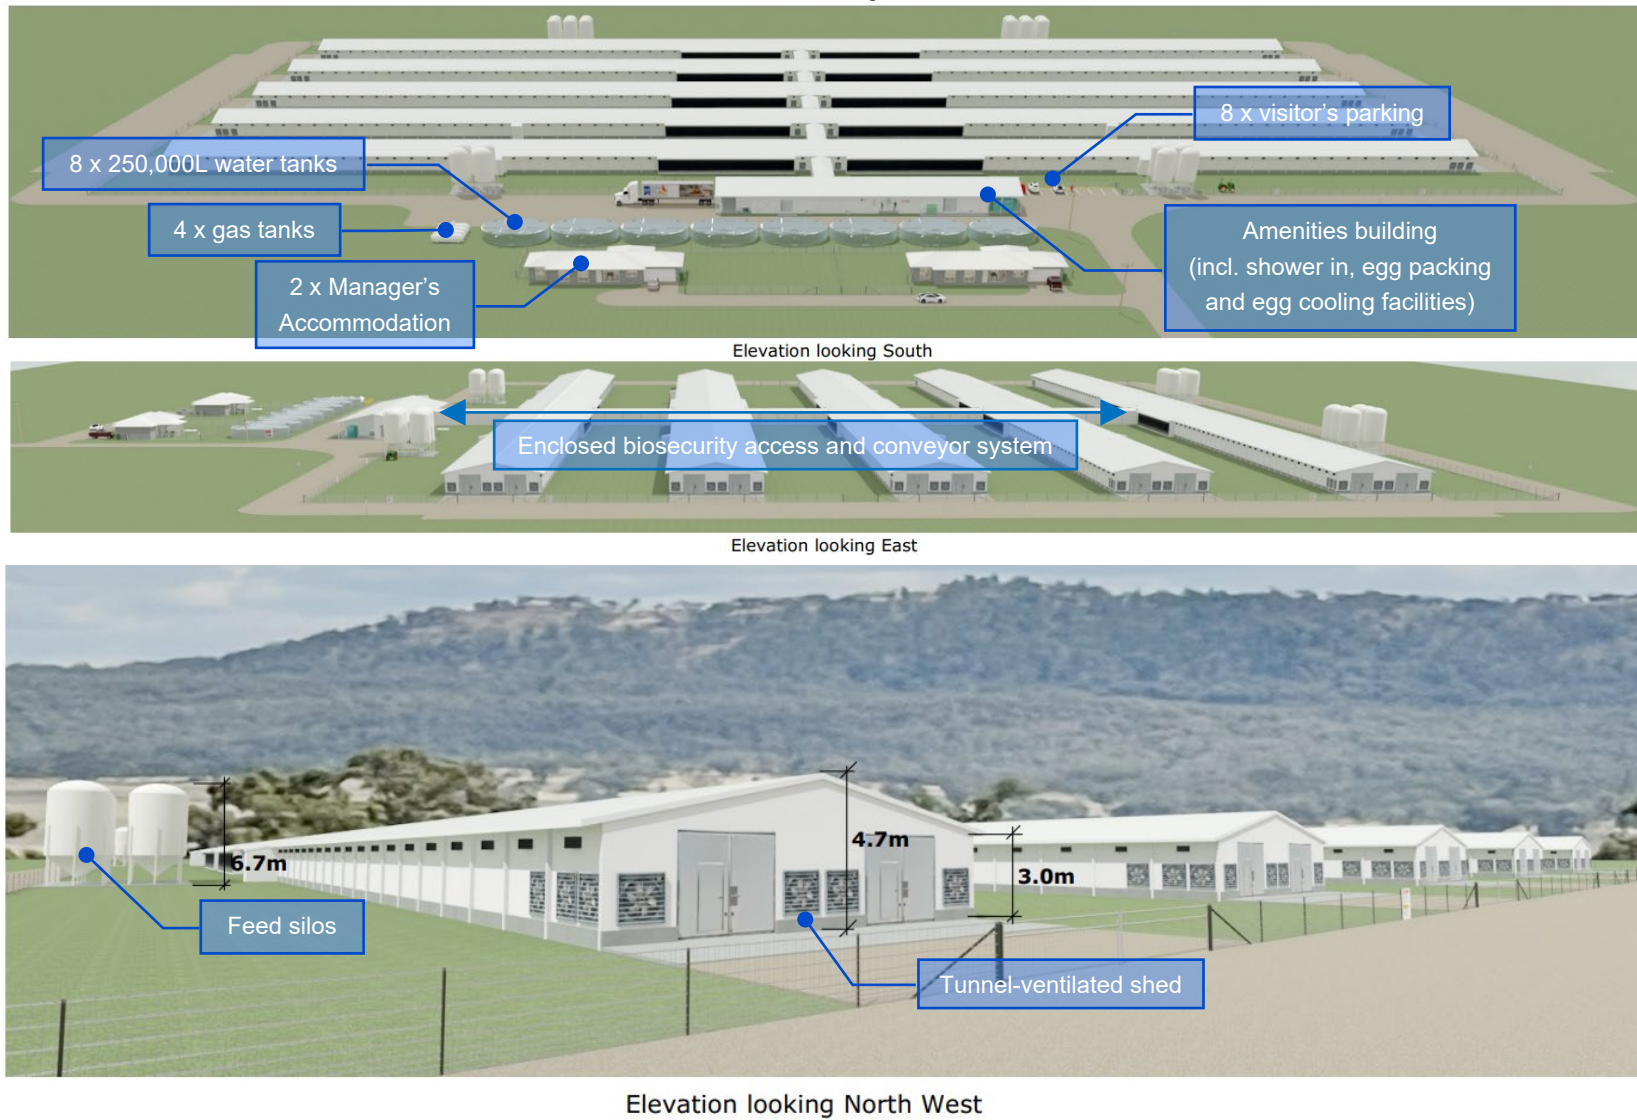 8 x visitor's parking
8 x 250,000L water tanks
4 x gas tanks
Amenities building
(incl. shower in, egg packing
and egg cooling facilities)
2 x Manager's
Accommodation
Elevation looking South
Enclosed biosecurity access and conveyor system
Elevation looking East
6.7m
4.7m
3.0m
Feed silos
Tunnel-ventilated shed
Elevation looking North West